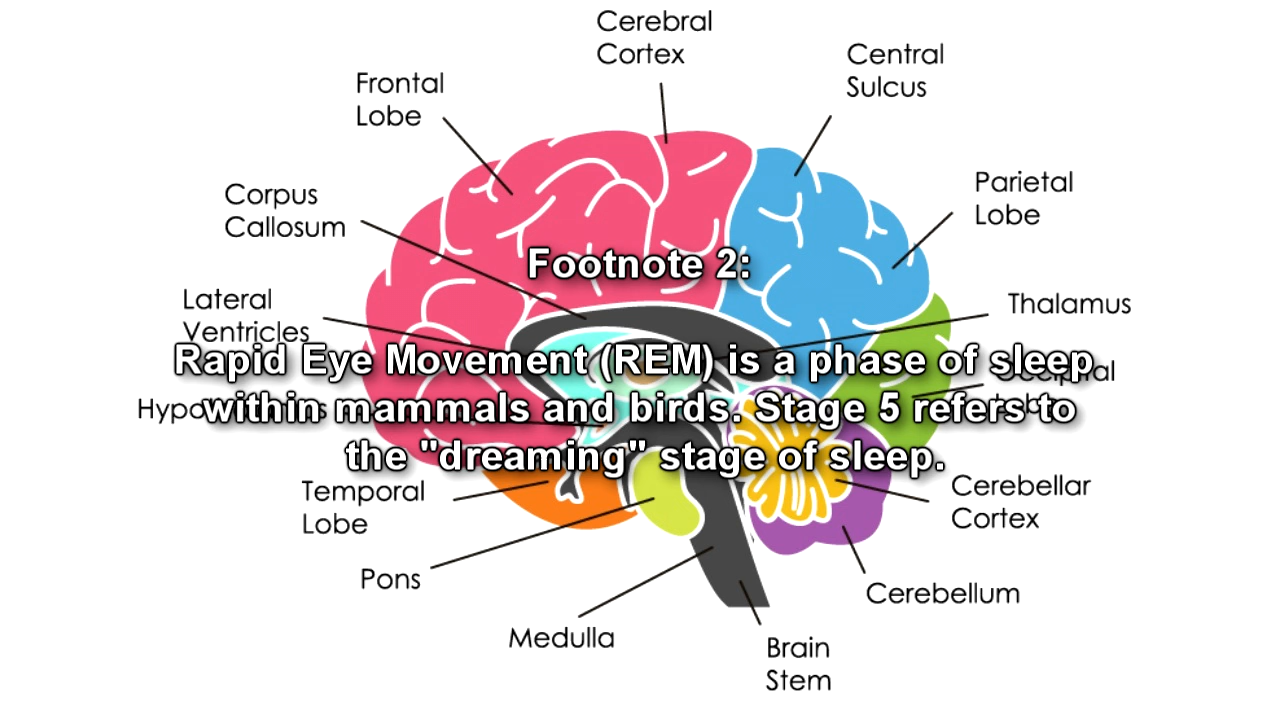 Cerebral
Cortex
Central
Sulcus
Frontal
Lobe
Corpus
Callosum
Parietal
Lobe
Footnote 2:
Lateral
Ventricles
Thalamus
Rapid Eye Movement (REM) is a phase of sleep
within mammals and birds. Stage 5 refers to
the "dreaming" stage of sleep.
Temporal
Lobe
Cerebellar
Cortex
Pons
Cerebellum
Medulla
Brain
Stem